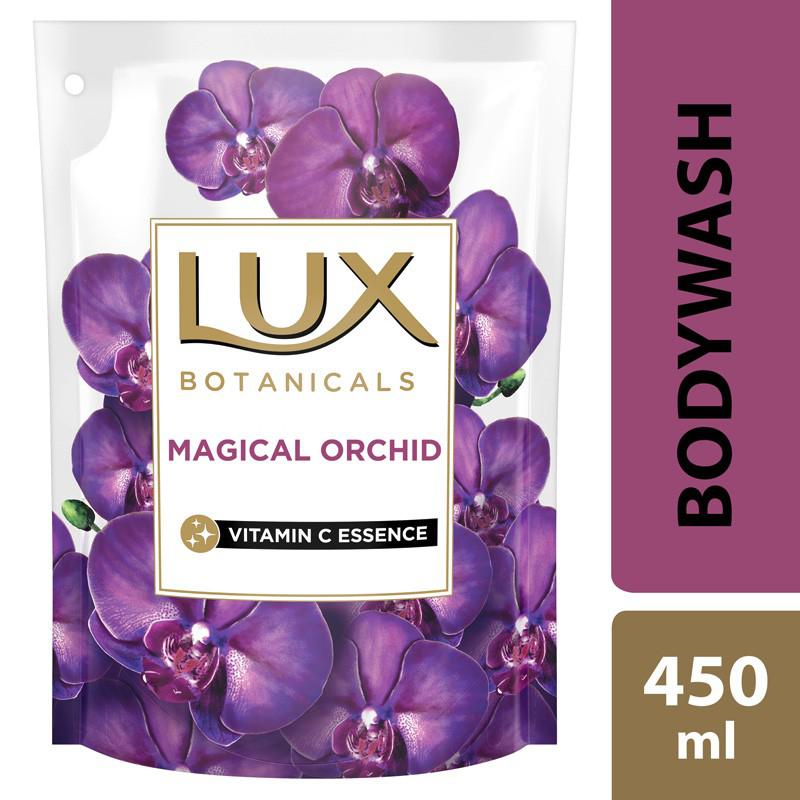 LUX
BOTANICALS
MAGICAL ORCHID
VITAMIN C ESSENCE
BODYWASH
450
ml